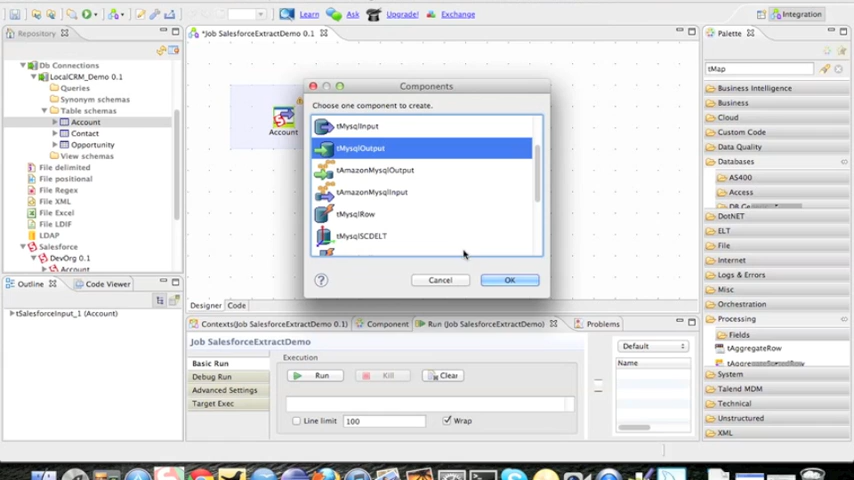 Learn
Ask
Upgrade!
Exchange
Integration
Repository
*Job SalesforceExtractDemo 0.1
Palette
Db Connections
LocalCRM_Demo 0.1
Queries
Synonym schemas
Table schemas
Account
Contact
Opportunity
View schemas
File delimited
File positional
File Regex
File XML
File Excel
File LDIF
LDAP
Salesforce
DevOrg 0.1
Account
Account
Components
Choose one component to create.
tMysqlInput
tMysqlOutput
tAmazonMysqlOutput
tAmazonMysqlInput
tMysqlRow
tMysqlSCDELT
?
Cancel
OK
tMap
Business Intelligence
Business
Cloud
Custom Code
Data Quality
Databases
AS400
Access
DotNET
ELT
File
Internet
Logs & Errors
Misc
Orchestration
Processing
Fields
tAggregateRow
System
Talend MDM
Technical
Unstructured
XML
Outline
Code Viewer
tSalesforceInput_1 (Account)
Designer
Code
Contexts(Job SalesforceExtractDemo 0.1)
Component
Run (Job SalesforceExtractDemo)
Problems
Job SalesforceExtractDemo
Basic Run
Debug Run
Advanced Settings
Target Exec
Execution
Run
Kill
Clear
Line limit
100
Wrap
Default
Name